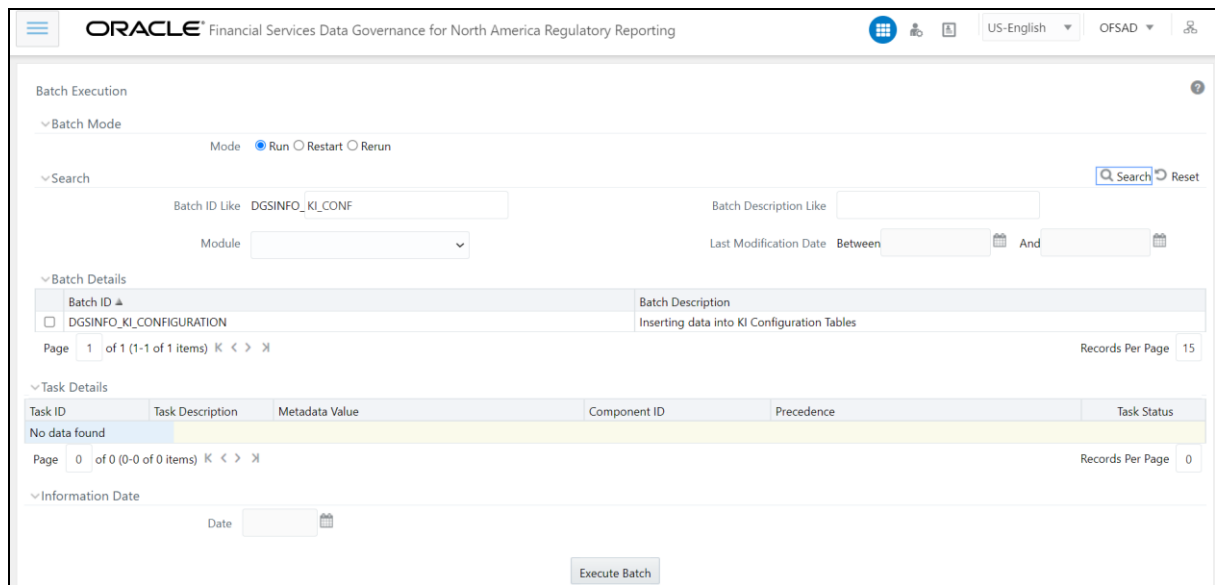 ORACLE® Financial Services Data Governance for North America Regulatory Reporting US-English OFSAD
Batch Execution
Batch Mode
Mode Run Restart Rerun
Search Search Reset
Batch ID Like DGSINFO_ KI_CONF Batch Description Like
Module Last Modification Date Between And
Batch Details
Batch ID Batch Description
DGSINFO_KI_CONFIGURATION Inserting data into KI Configuration Tables
Page 1 of 1 (1-1 of 1 items) Records Per Page 15
Task Details
Task ID Task Description Metadata Value Component ID Precedence Task Status
No data found
Page 0 of 0 (0-0 of 0 items) Records Per Page 0
Information Date
Date
Execute Batch